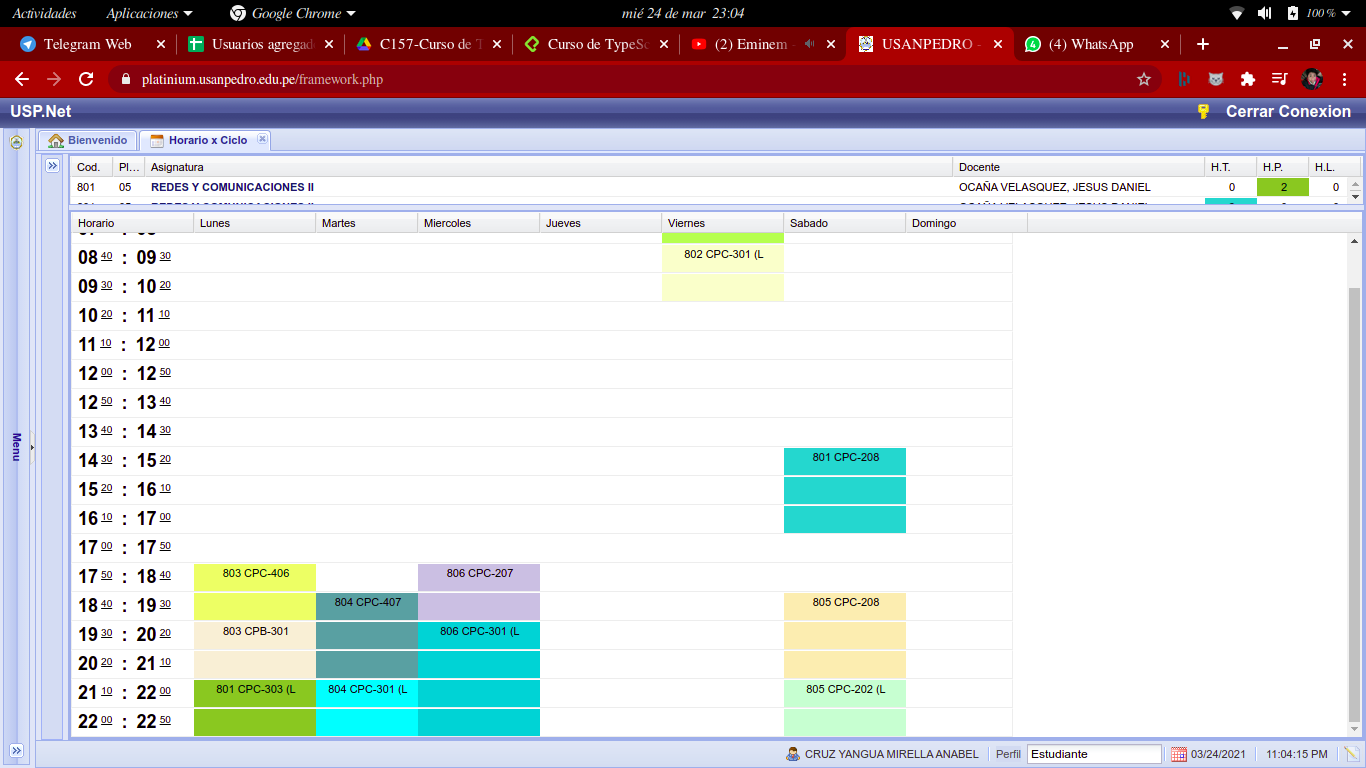 Actividades Aplicaciones Google Chrome mié 24 de mar 23:04 100 %
Telegram Web Usuarios agregad C157-Curso de T Curso de TypeSc (2) Eminem - USANPEDRO - (4) WhatsApp
platinium.usanpedro.edu.pe/framework.php
USP.Net Cerrar Conexion
Bienvenido Horario x Ciclo
Cod. Pl... Asignatura Docente H.T. H.P. H.L.
801 05 REDES Y COMUNICACIONES II OCAÑA VELASQUEZ, JESUS DANIEL 0 2 0
Horario Lunes Martes Miercoles Jueves Viernes Sabado Domingo
08 40 : 09 30 802 CPC-301 (L
09 30 : 10 20
10 20 : 11 10
11 10 : 12 00
12 00 : 12 50
12 50 : 13 40
13 40 : 14 30
14 30 : 15 20 801 CPC-208
15 20 : 16 10
16 10 : 17 00
17 00 : 17 50
17 50 : 18 40 803 CPC-406 806 CPC-207
18 40 : 19 30 804 CPC-407 805 CPC-208
19 30 : 20 20 803 CPB-301 806 CPC-301 (L
20 20 : 21 10
21 10 : 22 00 801 CPC-303 (L 804 CPC-301 (L 805 CPC-202 (L
22 00 : 22 50
Menu
CRUZ YANGUA MIRELLA ANABEL Perfil Estudiante 03/24/2021 11:04:15 PM